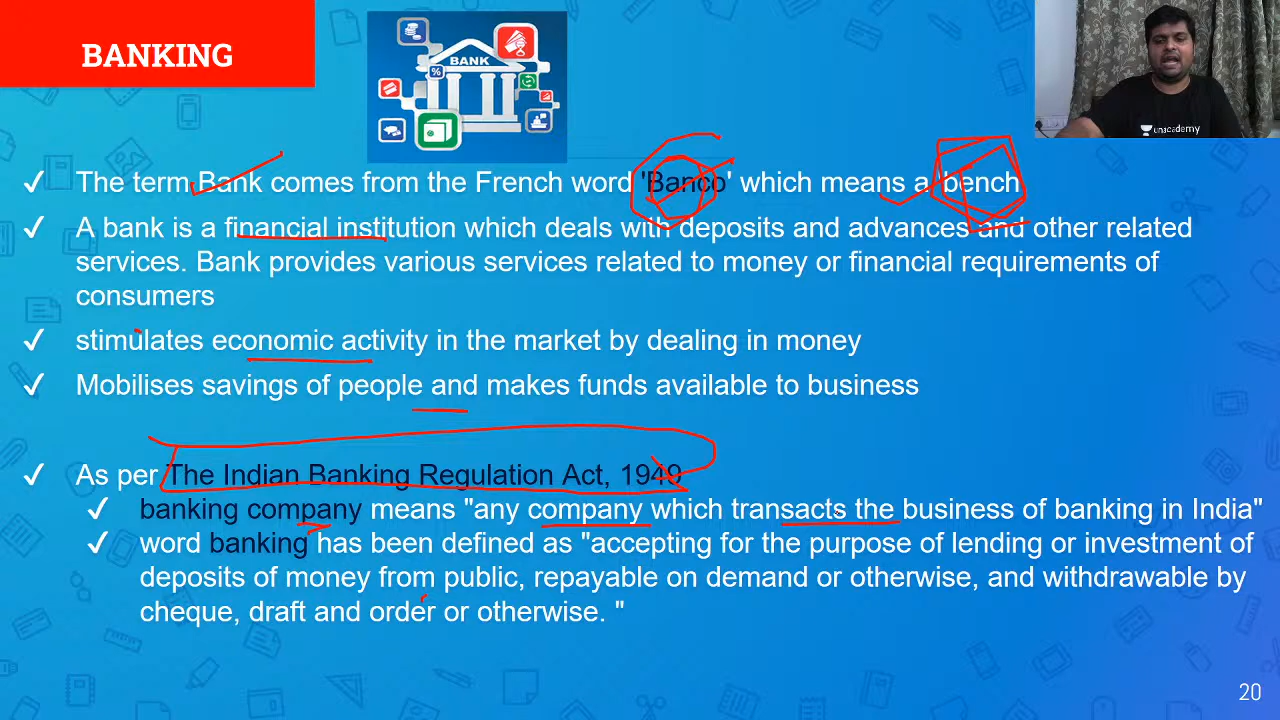 BANKING
BANK
%
unacademy
✓ The term Bank comes from the French word 'Banco' which means a 'bench
✓ A bank is a financial institution which deals with deposits and advances and other related
services. Bank provides various services related to money or financial requirements of
consumers
✓ stimulates economic activity in the market by dealing in money
✓ Mobilises savings of people and makes funds available to business
✓ As per The Indian Banking Regulation Act, 1949
✓ banking company means "any company which transacts the business of banking in India"
✓ word banking has been defined as "accepting for the purpose of lending or investment of
deposits of money from public, repayable on demand or otherwise, and withdrawable by
cheque, draft and order or otherwise. "
20